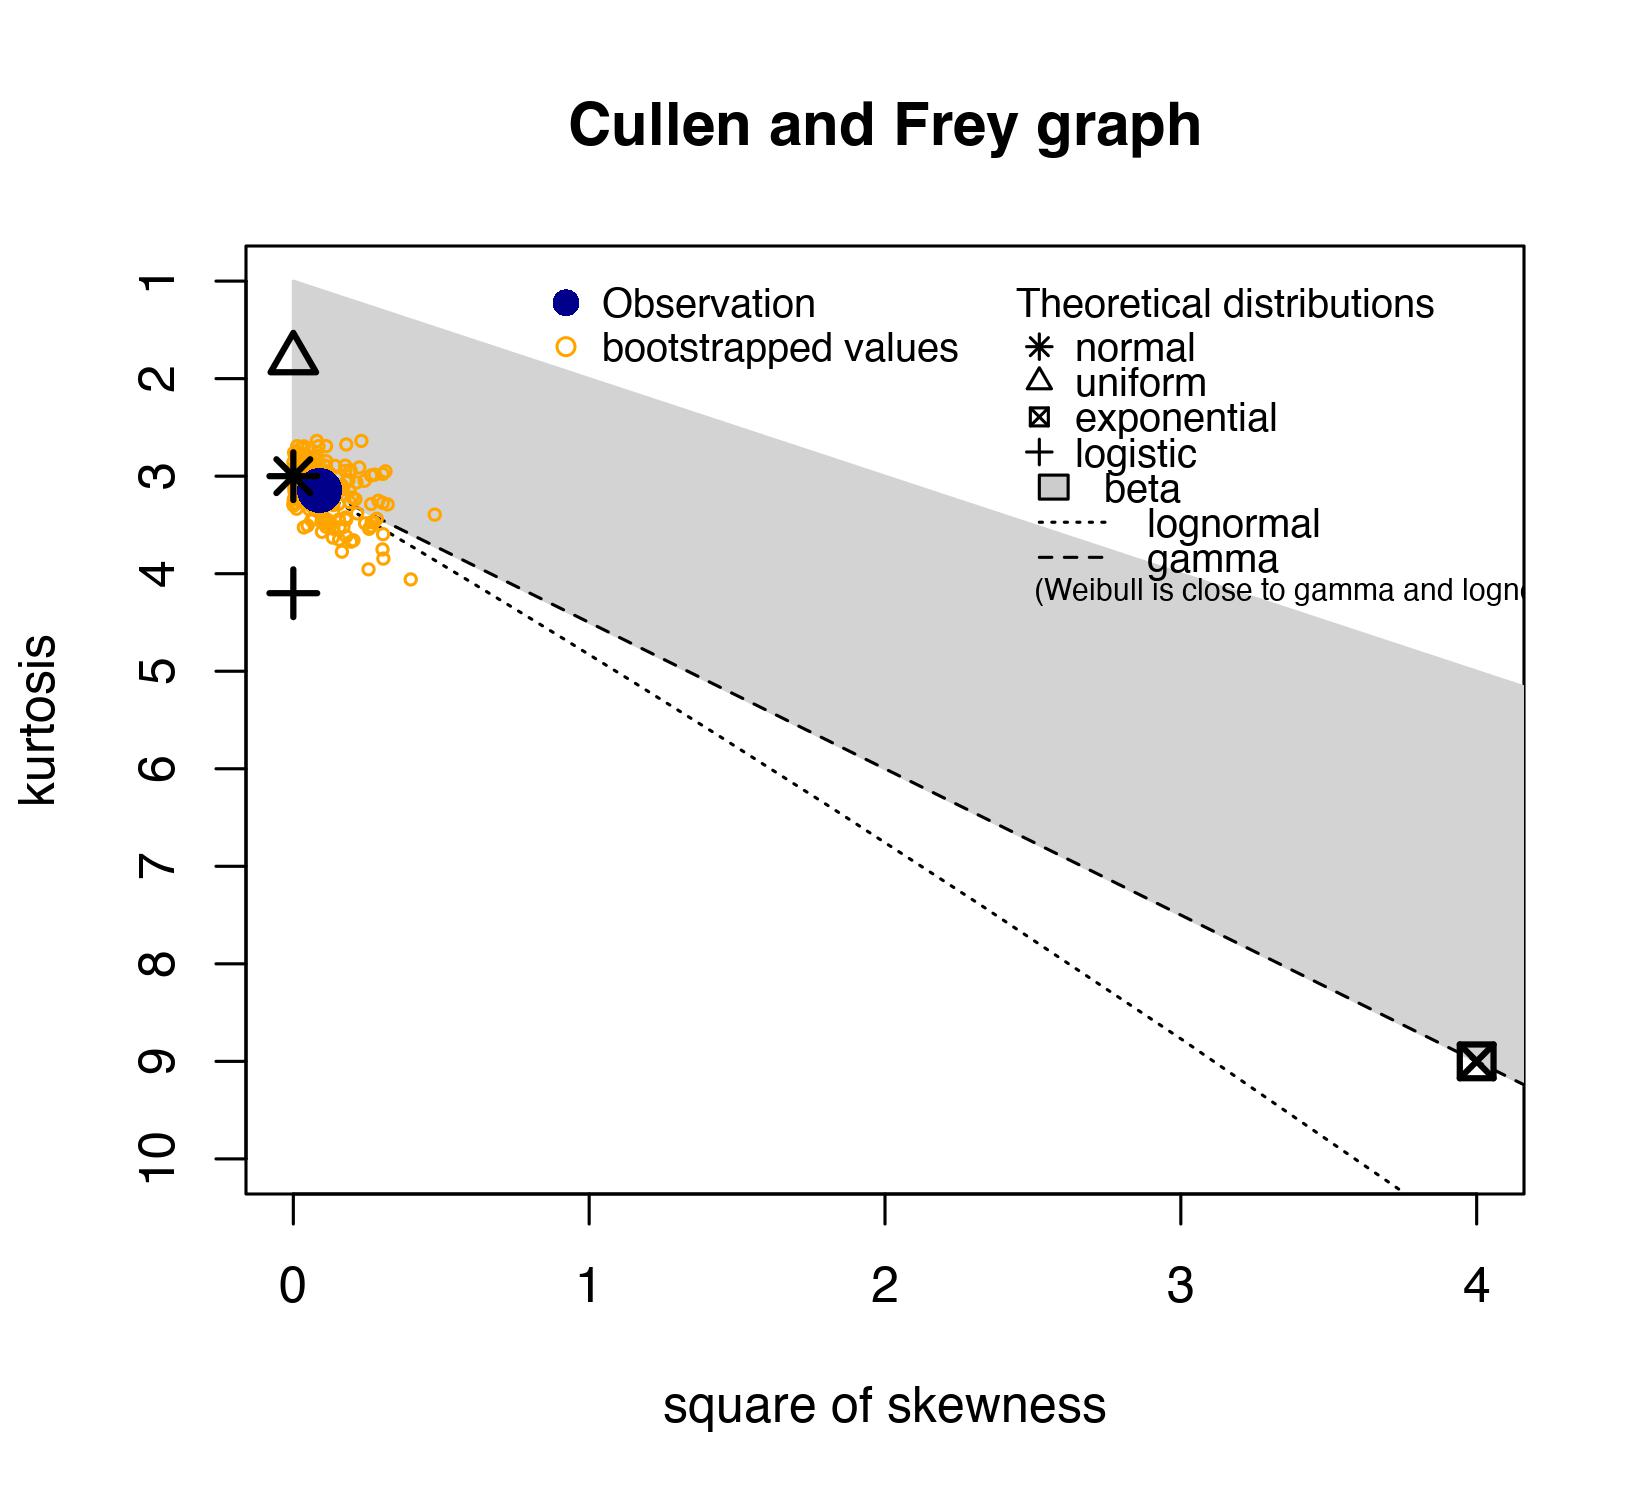 Cullen and Frey graph
Observation
bootstrapped values
Theoretical distributions
normal
uniform
exponential
logistic
beta
lognormal
gamma
(Weibull is close to gamma and logn
kurtosis
1
2
3
4
5
6
7
8
9
10
0 1 2 3 4
square of skewness